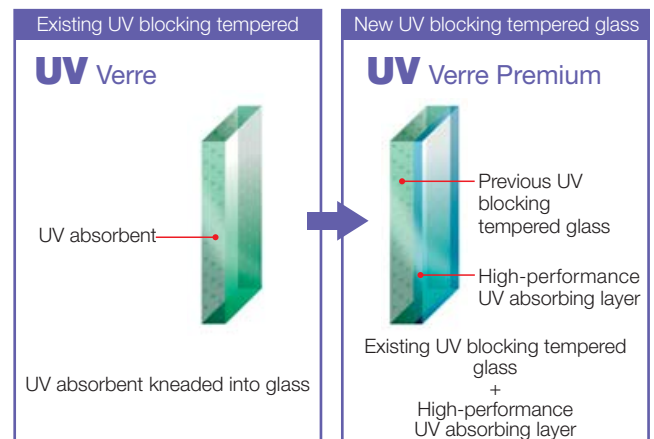 Existing UV blocking tempered
UV Verre
UV absorbent
UV absorbent kneaded into glass
New UV blocking tempered glass
UV Verre Premium
Previous UV
blocking
tempered glass
High-performance
UV absorbing layer
Existing UV blocking tempered
glass
+
High-performance
UV absorbing layer